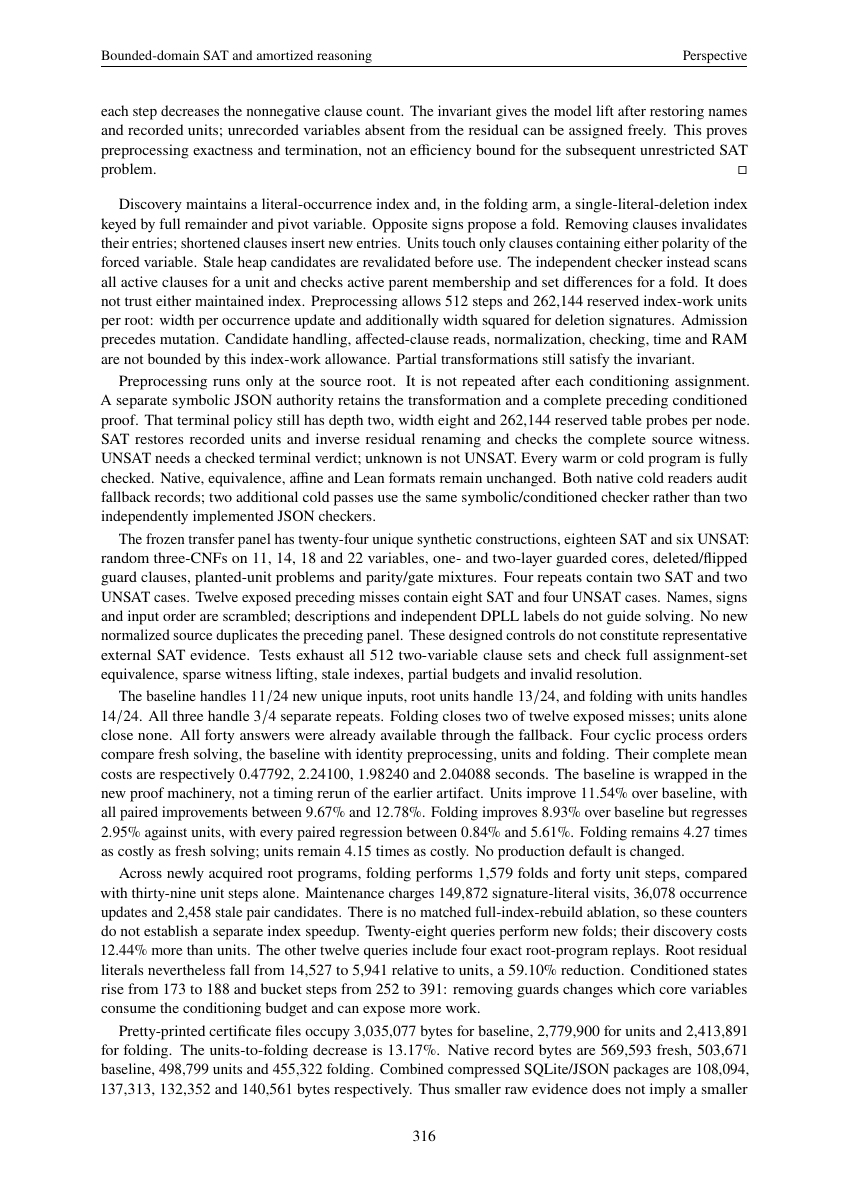 Bounded-domain SAT and amortized reasoning Perspective
each step decreases the nonnegative clause count. The invariant gives the model lift after restoring names
and recorded units; unrecorded variables absent from the residual can be assigned freely. This proves
preprocessing exactness and termination, not an efficiency bound for the subsequent unrestricted SAT
problem. □
Discovery maintains a literal-occurrence index and, in the folding arm, a single-literal-deletion index
keyed by full remainder and pivot variable. Opposite signs propose a fold. Removing clauses invalidates
their entries; shortened clauses insert new entries. Units touch only clauses containing either polarity of the
forced variable. Stale heap candidates are revalidated before use. The independent checker instead scans
all active clauses for a unit and checks active parent membership and set differences for a fold. It does
not trust either maintained index. Preprocessing allows 512 steps and 262,144 reserved index-work units
per root: width per occurrence update and additionally width squared for deletion signatures. Admission
precedes mutation. Candidate handling, affected-clause reads, normalization, checking, time and RAM
are not bounded by this index-work allowance. Partial transformations still satisfy the invariant.
Preprocessing runs only at the source root. It is not repeated after each conditioning assignment.
A separate symbolic JSON authority retains the transformation and a complete preceding conditioned
proof. That terminal policy still has depth two, width eight and 262,144 reserved table probes per node.
SAT restores recorded units and inverse residual renaming and checks the complete source witness.
UNSAT needs a checked terminal verdict; unknown is not UNSAT. Every warm or cold program is fully
checked. Native, equivalence, affine and Lean formats remain unchanged. Both native cold readers audit
fallback records; two additional cold passes use the same symbolic/conditioned checker rather than two
independently implemented JSON checkers.
The frozen transfer panel has twenty-four unique synthetic constructions, eighteen SAT and six UNSAT:
random three-CNFs on 11, 14, 18 and 22 variables, one- and two-layer guarded cores, deleted/flipped
guard clauses, planted-unit problems and parity/gate mixtures. Four repeats contain two SAT and two
UNSAT cases. Twelve exposed preceding misses contain eight SAT and four UNSAT cases. Names, signs
and input order are scrambled; descriptions and independent DPLL labels do not guide solving. No new
normalized source duplicates the preceding panel. These designed controls do not constitute representative
external SAT evidence. Tests exhaust all 512 two-variable clause sets and check full assignment-set
equivalence, sparse witness lifting, stale indexes, partial budgets and invalid resolution.
The baseline handles 11/24 new unique inputs, root units handle 13/24, and folding with units handles
14/24. All three handle 3/4 separate repeats. Folding closes two of twelve exposed misses; units alone
close none. All forty answers were already available through the fallback. Four cyclic process orders
compare fresh solving, the baseline with identity preprocessing, units and folding. Their complete mean
costs are respectively 0.47792, 2.24100, 1.98240 and 2.04088 seconds. The baseline is wrapped in the
new proof machinery, not a timing rerun of the earlier artifact. Units improve 11.54% over baseline, with
all paired improvements between 9.67% and 12.78%. Folding improves 8.93% over baseline but regresses
2.95% against units, with every paired regression between 0.84% and 5.61%. Folding remains 4.27 times
as costly as fresh solving; units remain 4.15 times as costly. No production default is changed.
Across newly acquired root programs, folding performs 1,579 folds and forty unit steps, compared
with thirty-nine unit steps alone. Maintenance charges 149,872 signature-literal visits, 36,078 occurrence
updates and 2,458 stale pair candidates. There is no matched full-index-rebuild ablation, so these counters
do not establish a separate index speedup. Twenty-eight queries perform new folds; their discovery costs
12.44% more than units. The other twelve queries include four exact root-program replays. Root residual
literals nevertheless fall from 14,527 to 5,941 relative to units, a 59.10% reduction. Conditioned states
rise from 173 to 188 and bucket steps from 252 to 391: removing guards changes which core variables
consume the conditioning budget and can expose more work.
Pretty-printed certificate files occupy 3,035,077 bytes for baseline, 2,779,900 for units and 2,413,891
for folding. The units-to-folding decrease is 13.17%. Native record bytes are 569,593 fresh, 503,671
baseline, 498,799 units and 455,322 folding. Combined compressed SQLite/JSON packages are 108,094,
137,313, 132,352 and 140,561 bytes respectively. Thus smaller raw evidence does not imply a smaller
316